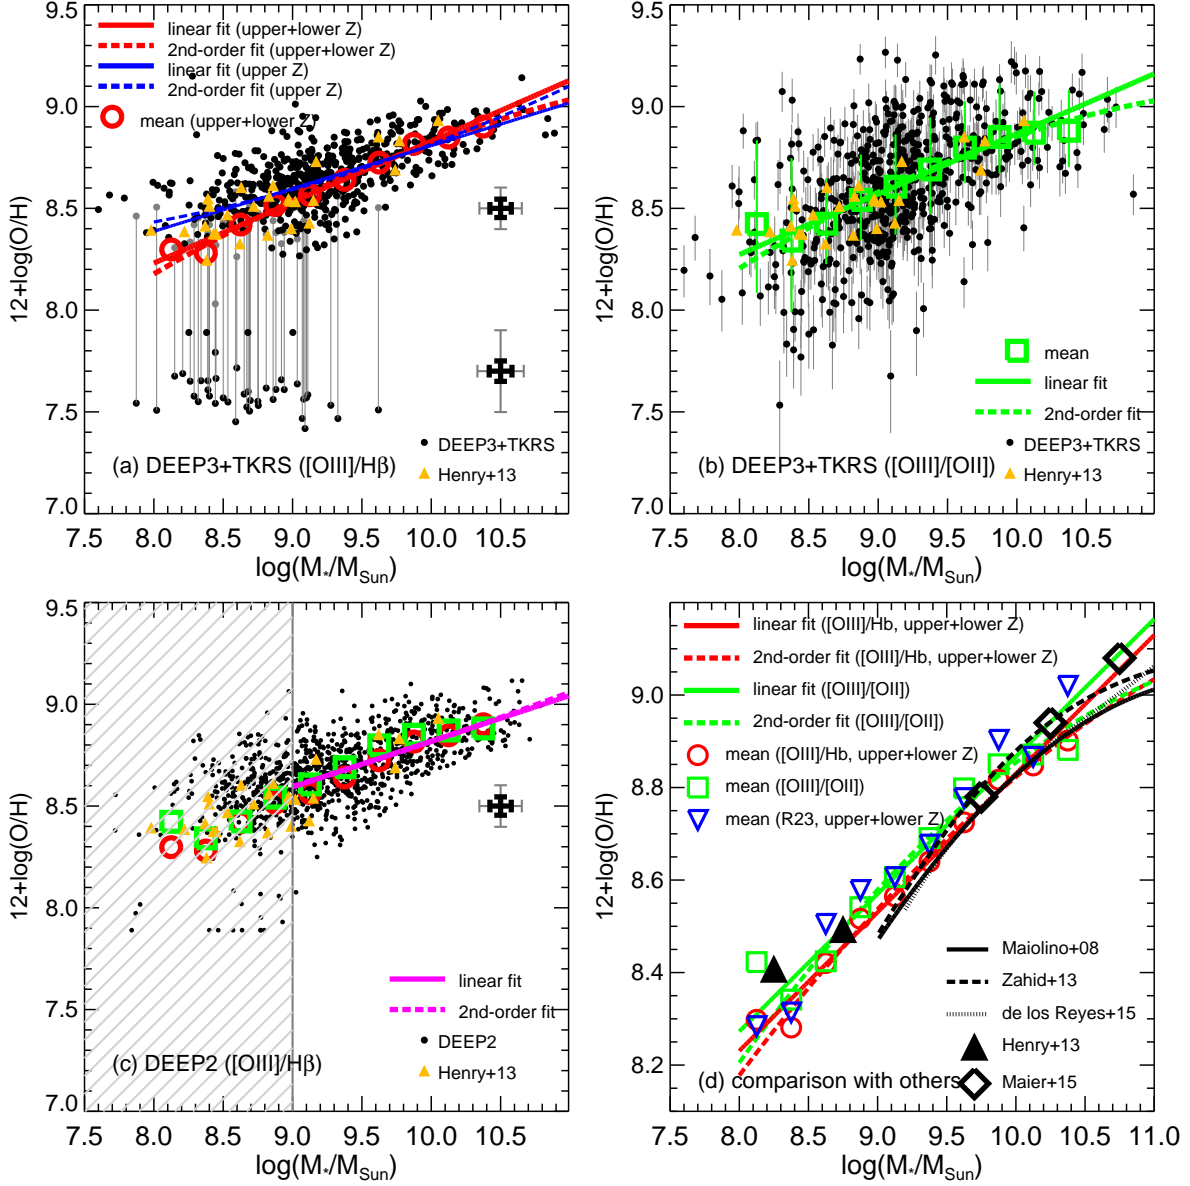 9.5
linear fit (upper+lower Z)
2nd-order fit (upper+lower Z)
linear fit (upper Z)
2nd-order fit (upper Z)
9.0
mean (upper+lower Z)
8.5
12+log(O/H)
8.0
7.5
DEEP3+TKRS
(a) DEEP3+TKRS ([OIII]/Hβ)
Henry+13
7.0
7.5 8.0 8.5 9.0 9.5 10.0 10.5
log(M*/MSun)
9.5
9.0
8.5
12+log(O/H)
8.0
mean
linear fit
7.5
2nd-order fit
DEEP3+TKRS
(b) DEEP3+TKRS ([OIII]/[OII])
Henry+13
7.0
7.5 8.0 8.5 9.0 9.5 10.0 10.5
log(M*/MSun)
9.5
9.0
8.5
12+log(O/H)
8.0
linear fit
7.5
2nd-order fit
DEEP2
(c) DEEP2 ([OIII]/Hβ)
Henry+13
7.0
7.5 8.0 8.5 9.0 9.5 10.0 10.5
log(M*/MSun)
linear fit ([OIII]/Hb, upper+lower Z)
2nd-order fit ([OIII]/Hb, upper+lower Z)
9.0
linear fit ([OIII]/[OII])
2nd-order fit ([OIII]/[OII])
mean ([OIII]/Hb, upper+lower Z)
8.8
mean ([OIII]/[OII])
mean (R23, upper+lower Z)
12+log(O/H)
8.6
8.4
Maiolino+08
Zahid+13
de los Reyes+15
Henry+13
8.2
(d) comparison with others
Maier+15
7.5 8.0 8.5 9.0 9.5 10.0 10.5 11.0
log(M*/MSun)